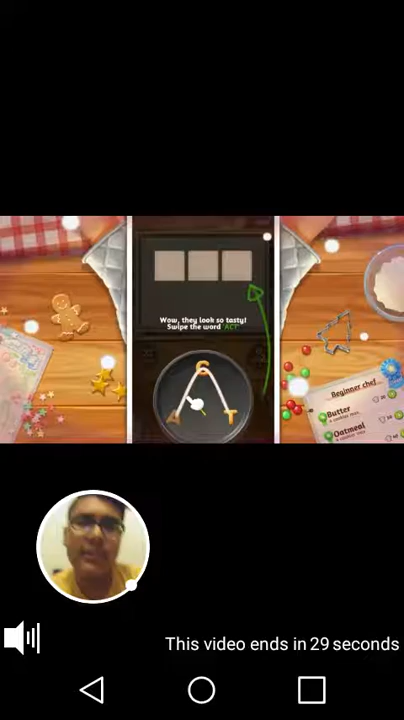 Wow, they look so tasty!
Swipe the word ACT
C
A T
Beginner chef
Butter
Oatmeal
This video ends in 29 seconds